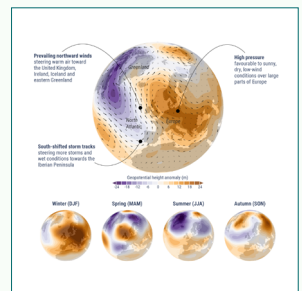 Prevailing northward winds
steering warm air toward
the United Kingdom,
Ireland, Iceland and
eastern Greenland
High pressure
favourable to sunny,
dry, low-wind
conditions over large
parts of Europe
Greenland
North
Atlantic
Europe
South-shifted storm tracks
steering more storms and
wet conditions towards the
Iberian Peninsula
Geopotential height anomaly (m)
Winter (DJF)
Spring (MAM)
Summer (JJA)
Autumn (SON)